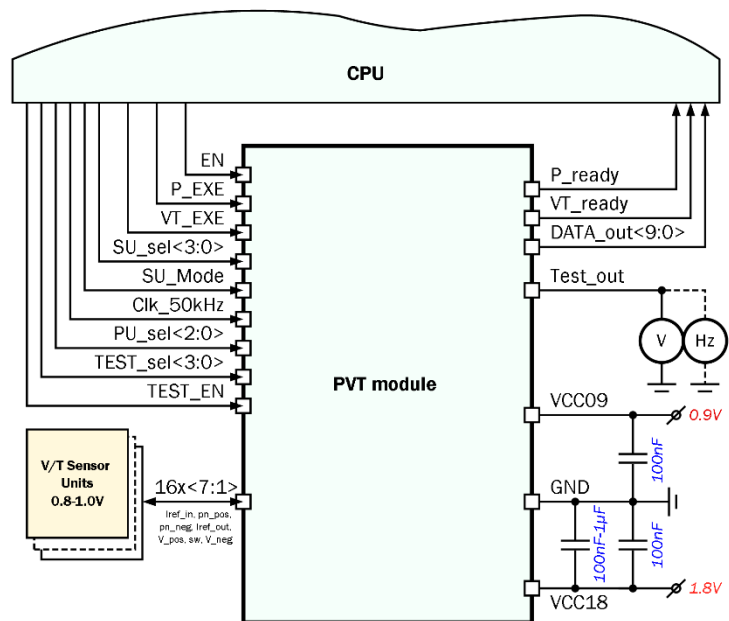 CPU
EN
P_EXE
VT_EXE
SU_sel<3:0>
SU_Mode
Clk_50kHz
PU_sel<2:0>
TEST_sel<3:0>
TEST_EN
P_ready
VT_ready
DATA_out<9:0>
Test_out
V
Hz
PVT module
VCC09
0.9V
100nF
GND
100nF-1µF
100nF
VCC18
1.8V
V/T Sensor
Units
0.8-1.0V
16x<7:1>
Iref_in, pn_pos,
pn_neg, Iref_out,
V_pos, sw, V_neg